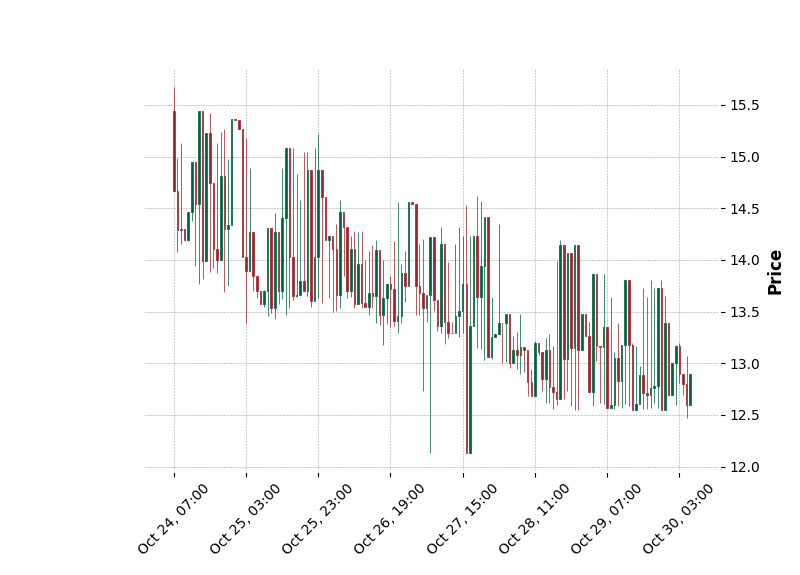 15.5
15.0
14.5
14.0
13.5
13.0
12.5
12.0
Price
Oct 24, 07:00
Oct 25, 03:00
Oct 25, 23:00
Oct 26, 19:00
Oct 27, 15:00
Oct 28, 11:00
Oct 29, 07:00
Oct 30, 03:00